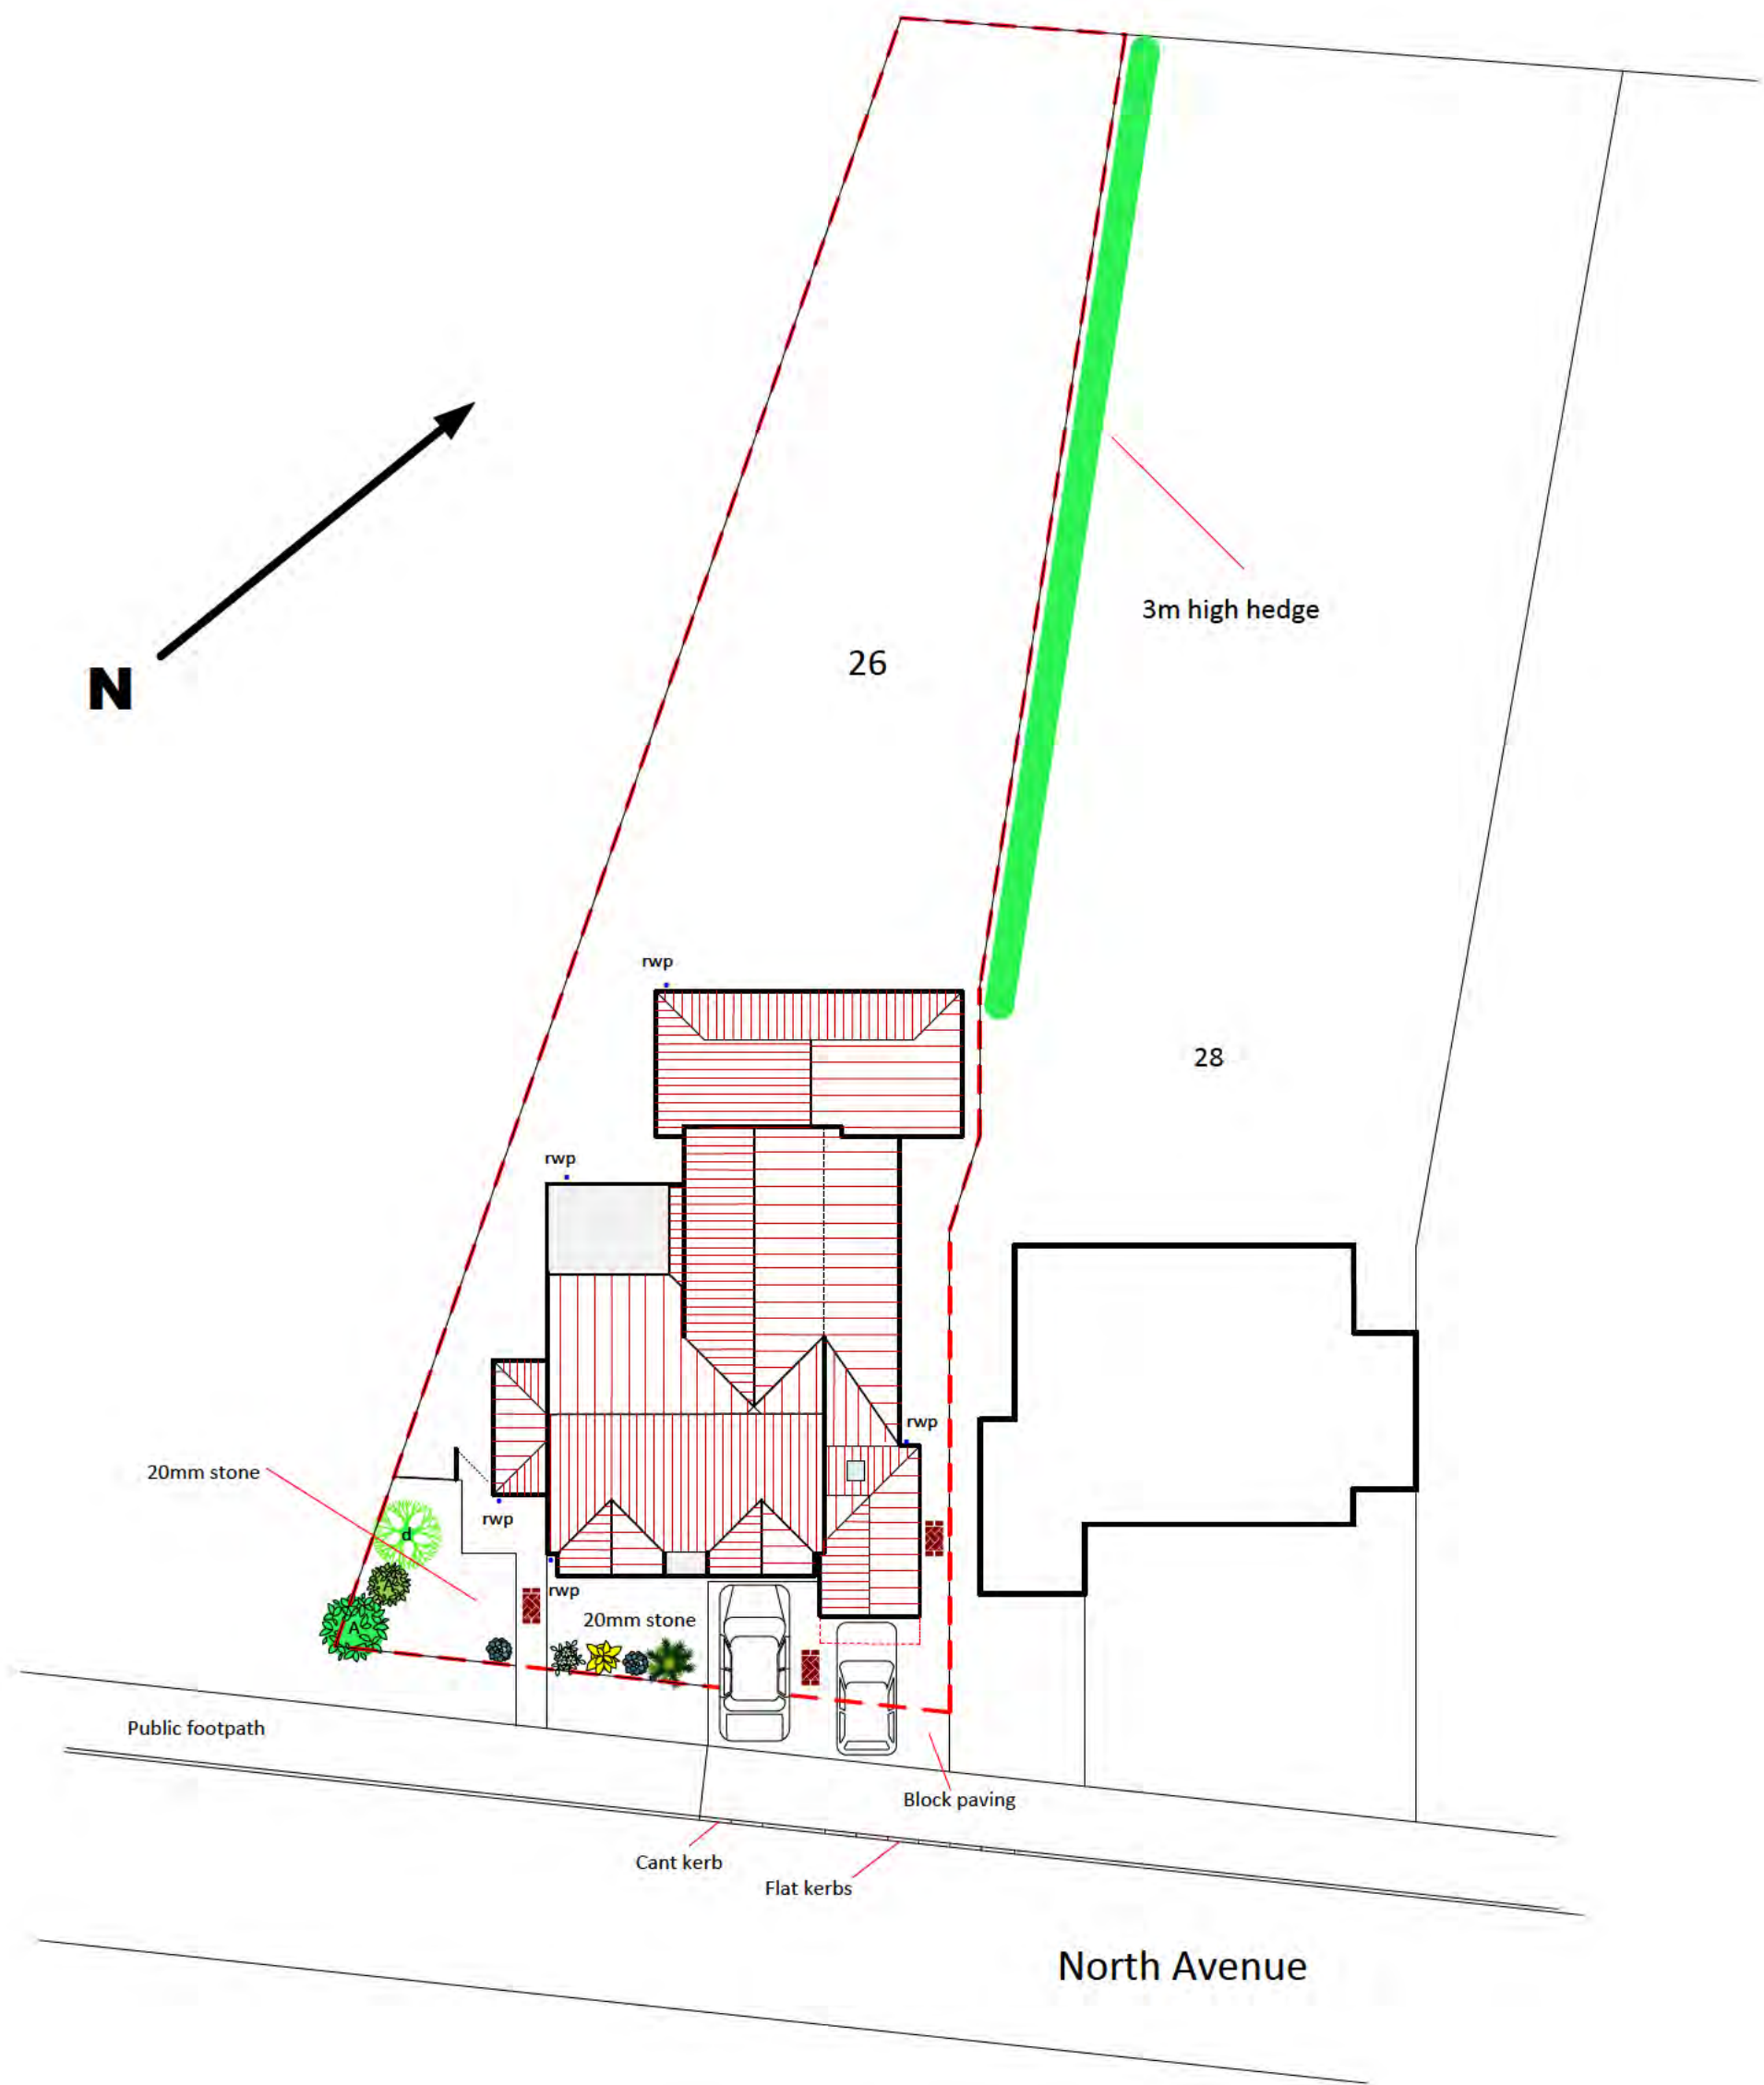 3m high hedge
26
N
rwp
28
rwp
rwp
20mm stone
rwp
d
A
rwp
20mm stone
A
Public footpath
Block paving
Cant kerb
Flat kerbs
North Avenue